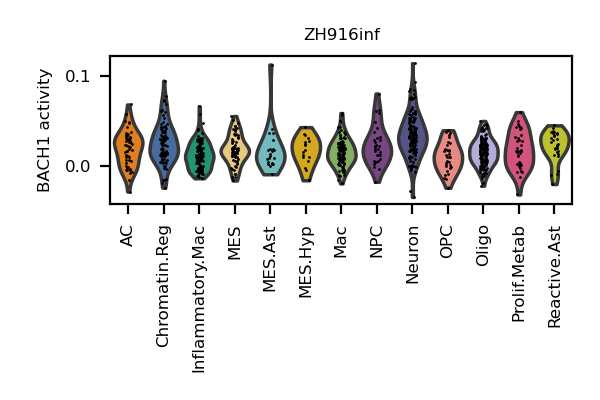 ZH916inf
BACH1 activity
0.1
0.0
AC
Chromatin.Reg
Inflammatory.Mac
MES
MES.Ast
MES.Hyp
Mac
NPC
Neuron
OPC
Oligo
Prolif.Metab
Reactive.Ast